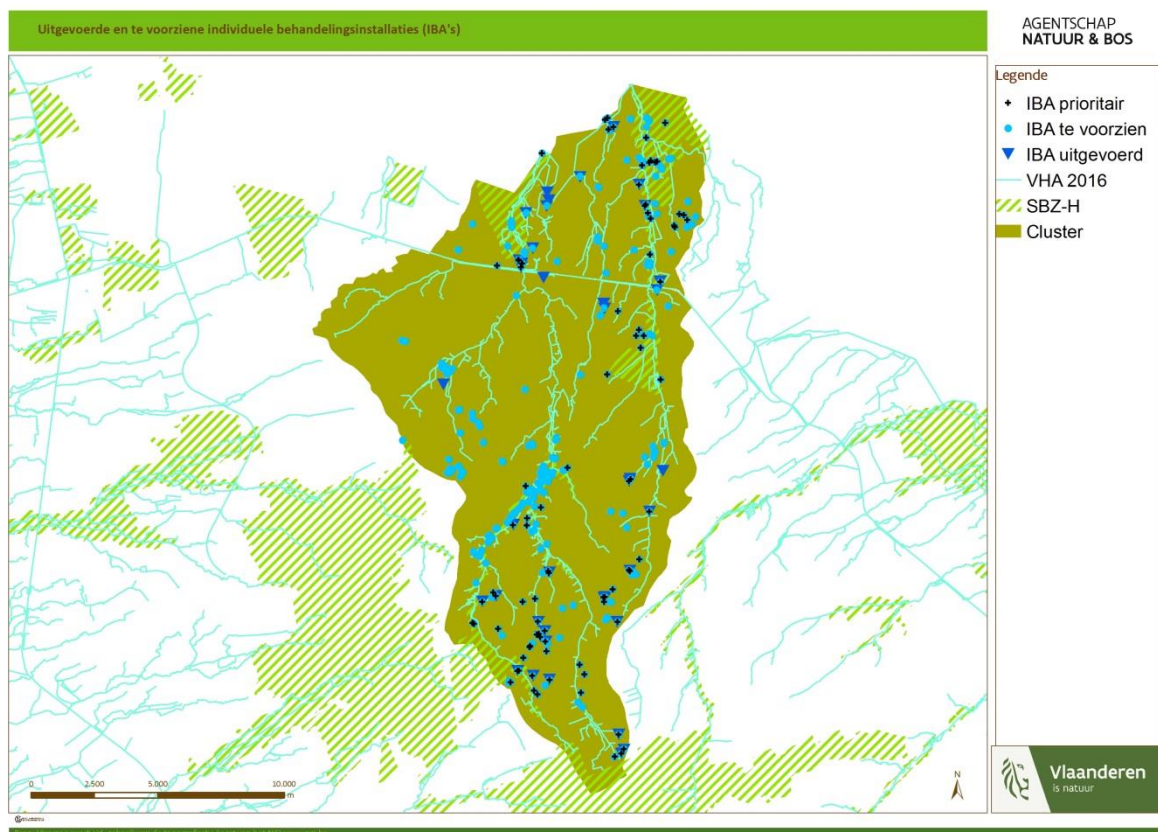 Uitgevoerde en te voorziene individuele behandelingsinstallaties (IBA's)
AGENTSCHAP
NATUUR & BOS
Legende
IBA prioritair
IBA te voorzien
IBA uitgevoerd
VHA 2016
SBZ-H
Cluster
0 2.500 5.000 10.000
m
N
Vlaanderen
is natuur